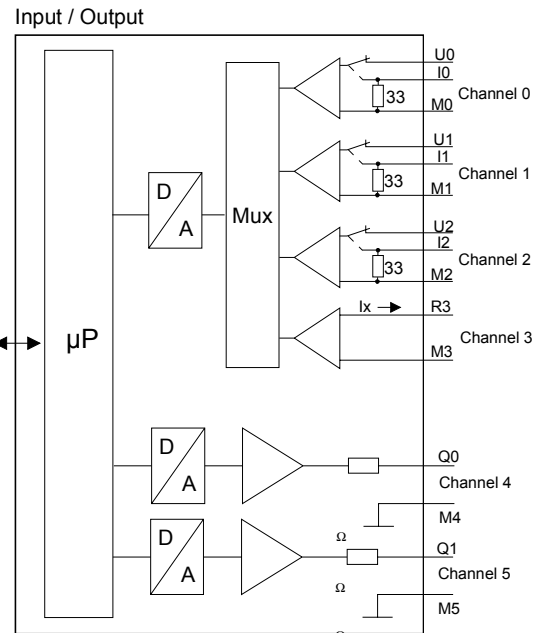 Input / Output
U0
I0
33
Channel 0
M0
U1
I1
33
Channel 1
M1
D
A
Mux
U2
I2
33
Channel 2
M2
Ix
R3
µP
Channel 3
M3
D
A
Q0
Channel 4
M4
D
A
Ω
Q1
Channel 5
Ω
M5
Ω